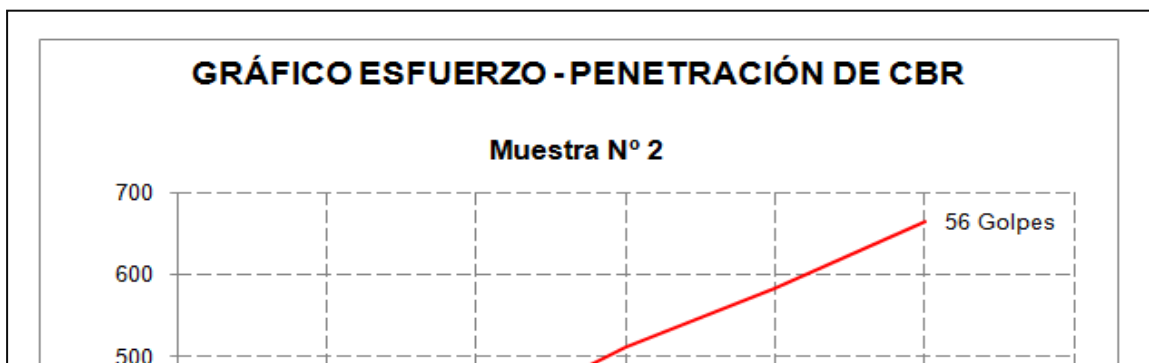 GRÁFICO ESFUERZO - PENETRACIÓN DE CBR
Muestra Nº 2
700
56 Golpes
600
500